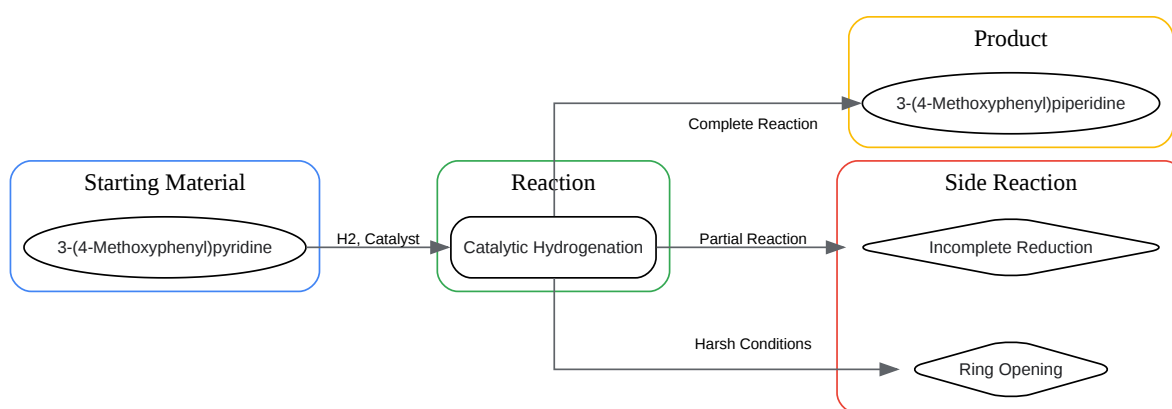 Product
3-(4-Methoxyphenyl)piperidine
Complete Reaction
Starting Material
Reaction
Side Reaction
3-(4-Methoxyphenyl)pyridine
H2, Catalyst
Catalytic Hydrogenation
Partial Reaction
Incomplete Reduction
Harsh Conditions
Ring Opening